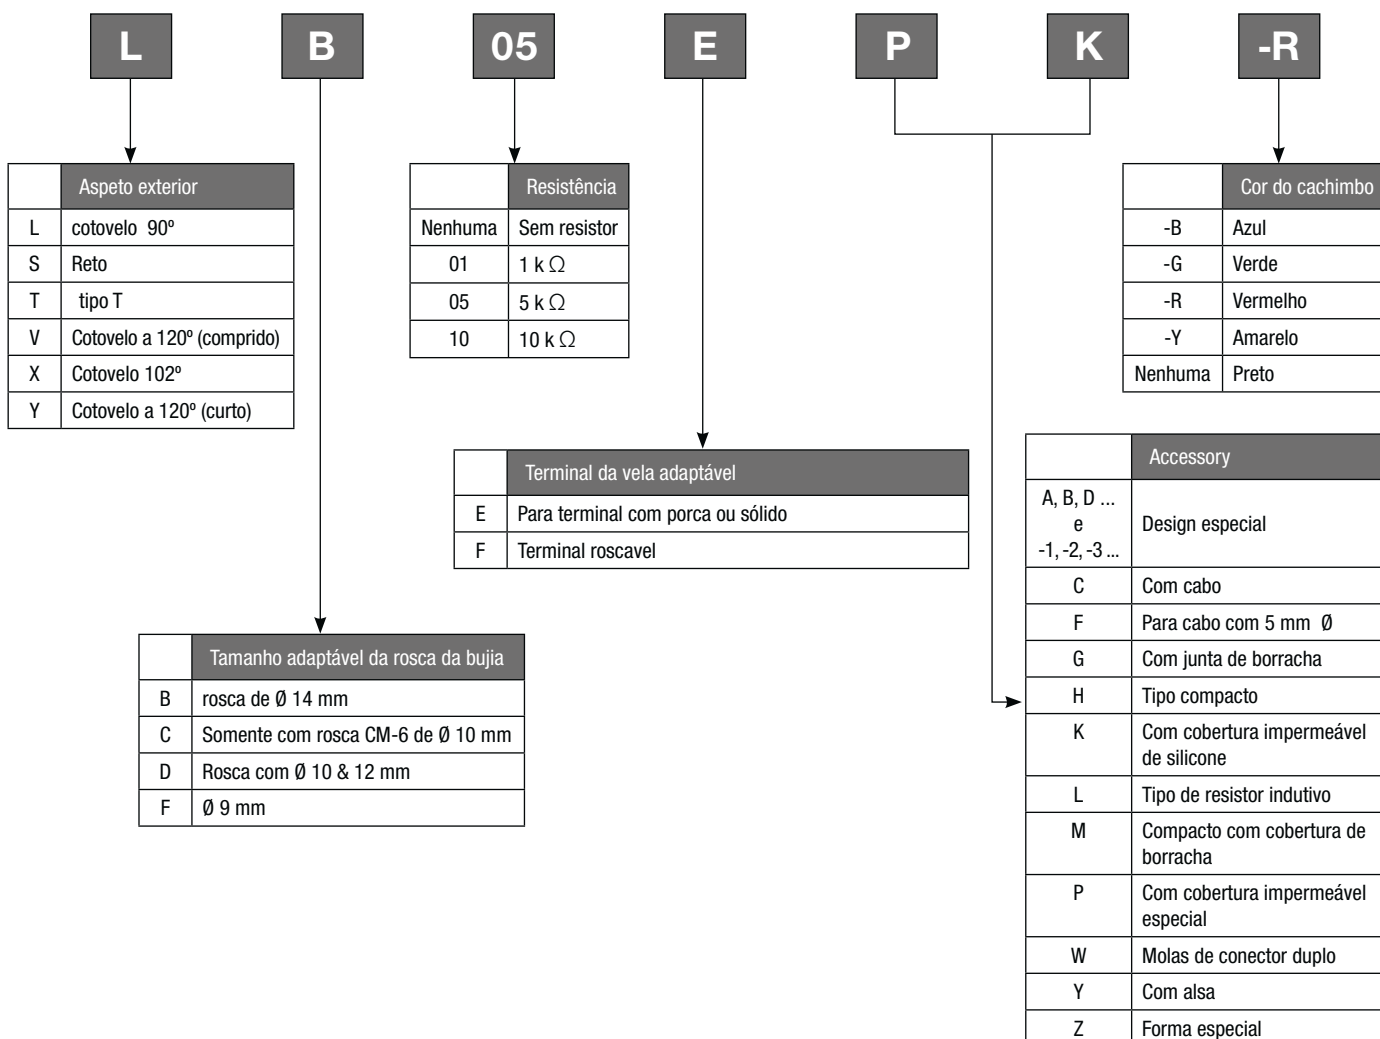 L B 05 E P K -R
Aspeto exterior
L cotovelo 90º
S Reto
T tipo T
V Cotovelo a 120º (comprido)
X Cotovelo 102º
Y Cotovelo a 120º (curto)
Resistência
Nenhuma Sem resistor
01 1 k Ω
05 5 k Ω
10 10 k Ω
Cor do cachimbo
-B Azul
-G Verde
-R Vermelho
-Y Amarelo
Nenhuma Preto
Terminal da vela adaptável
E Para terminal com porca ou sólido
F Terminal roscavel
Tamanho adaptável da rosca da bujia
B rosca de Ø 14 mm
C Somente com rosca CM-6 de Ø 10 mm
D Rosca com Ø 10 & 12 mm
F Ø 9 mm
Accessory
A, B, D ...
e
-1, -2, -3 ...
Design especial
C Com cabo
F Para cabo com 5 mm Ø
G Com junta de borracha
H Tipo compacto
K Com cobertura impermeável
de silicone
L Tipo de resistor indutivo
M Compacto com cobertura de
borracha
P Com cobertura impermeável
especial
W Molas de conector duplo
Y Com alsa
Z Forma especial